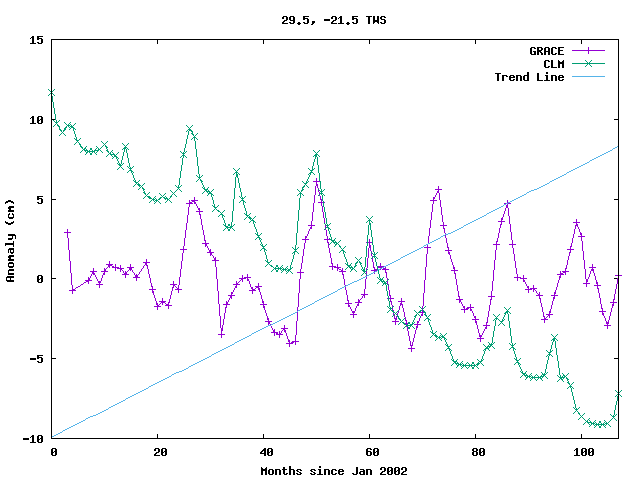 29.5, -21.5 TWS
15
10
5
0
-5
-10
Anomaly (cm)
GRACE
CLM
Trend Line
0 20 40 60 80 100
Months since Jan 2002